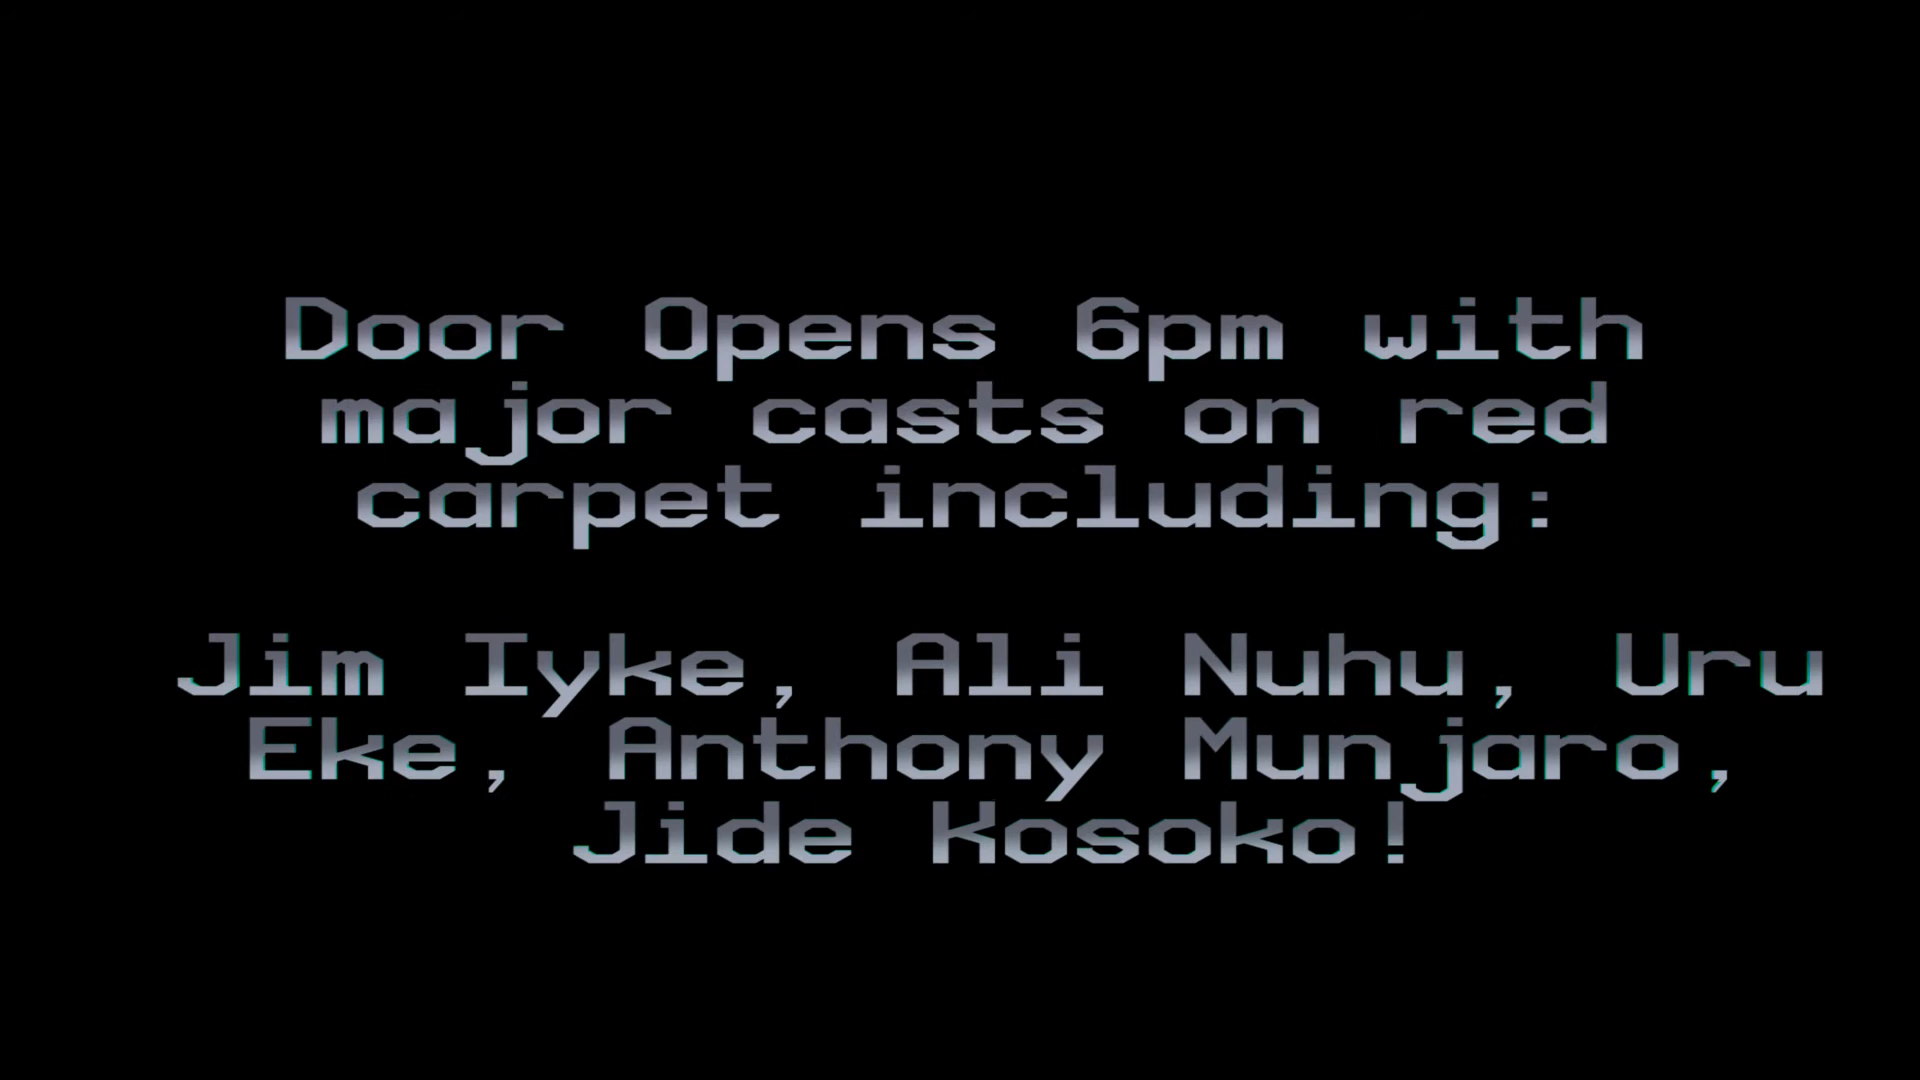 Door Opens 6pm with
major casts on red
carpet including:
Jim Iyke, Ali Nuhu, Uru
Eke, Anthony Munjaro,
Jide Kosoko!